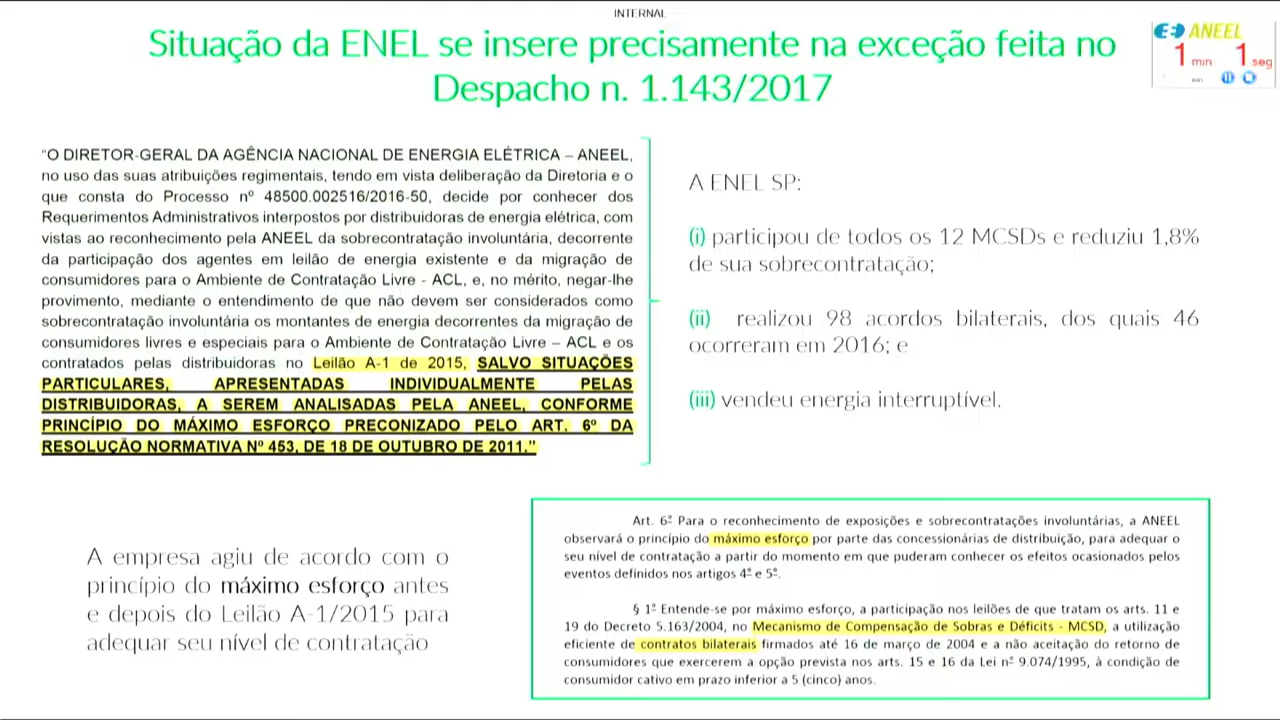 INTERNAL
Situação da ENEL se insere precisamente na exceção feita no
Despacho n. 1.143/2017
ANEEL
1 min 1 seg
“O DIRETOR-GERAL DA AGÊNCIA NACIONAL DE ENERGIA ELÉTRICA – ANEEL,
no uso das suas atribuições regimentais, tendo em vista deliberação da Diretoria e o
que consta do Processo nº 48500.002516/2016-50, decide por conhecer dos
Requerimentos Administrativos interpostos por distribuidoras de energia elétrica, com
vistas ao reconhecimento pela ANEEL da sobrecontratação involuntária, decorrente
da participação dos agentes em leilão de energia existente e da migração de
consumidores para o Ambiente de Contratação Livre - ACL, e, no mérito, negar-lhe
provimento, mediante o entendimento de que não devem ser considerados como
sobrecontratação involuntária os montantes de energia decorrentes da migração de
consumidores livres e especiais para o Ambiente de Contratação Livre – ACL e os
contratados pelas distribuidoras no Leilão A-1 de 2015, SALVO SITUAÇÕES
PARTICULARES, APRESENTADAS INDIVIDUALMENTE PELAS
DISTRIBUIDORAS, A SEREM ANALISADAS PELA ANEEL, CONFORME
PRINCÍPIO DO MÁXIMO ESFORÇO PRECONIZADO PELO ART. 6º DA
RESOLUÇÃO NORMATIVA Nº 453, DE 18 DE OUTUBRO DE 2011.”
A ENEL SP:
(i) participou de todos os 12 MCSDs e reduziu 1,8%
de sua sobrecontratação;
(ii) realizou 98 acordos bilaterais, dos quais 46
ocorreram em 2016; e
(iii) vendeu energia interruptível.
A empresa agiu de acordo com o
princípio do máximo esforço antes
e depois do Leilão A-1/2015 para
adequar seu nível de contratação
Art. 6º Para o reconhecimento de exposições e sobrecontratações involuntárias, a ANEEL
observará o princípio do máximo esforço por parte das concessionárias de distribuição, para adequar o
seu nível de contratação a partir do momento em que puderam conhecer os efeitos ocasionados pelos
eventos definidos nos artigos 4º e 5º.
§ 1º Entende-se por máximo esforço, a participação nos leilões de que tratam os arts. 11 e
19 do Decreto 5.163/2004, no Mecanismo de Compensação de Sobras e Déficits - MCSD, a utilização
eficiente de contratos bilaterais firmados até 16 de março de 2004 e a não aceitação do retorno de
consumidores que exercerem a opção prevista nos arts. 15 e 16 da Lei nº 9.074/1995, à condição de
consumidor cativo em prazo inferior a 5 (cinco) anos.